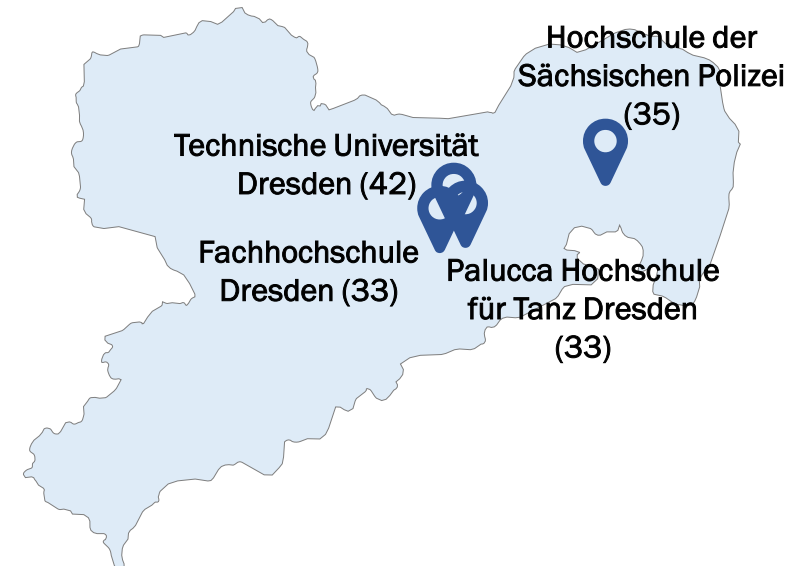 Hochschule der
Sächsischen Polizei
(35)
Technische Universität
Dresden (42)
Fachhochschule
Dresden (33)
Palucca Hochschule
für Tanz Dresden
(33)